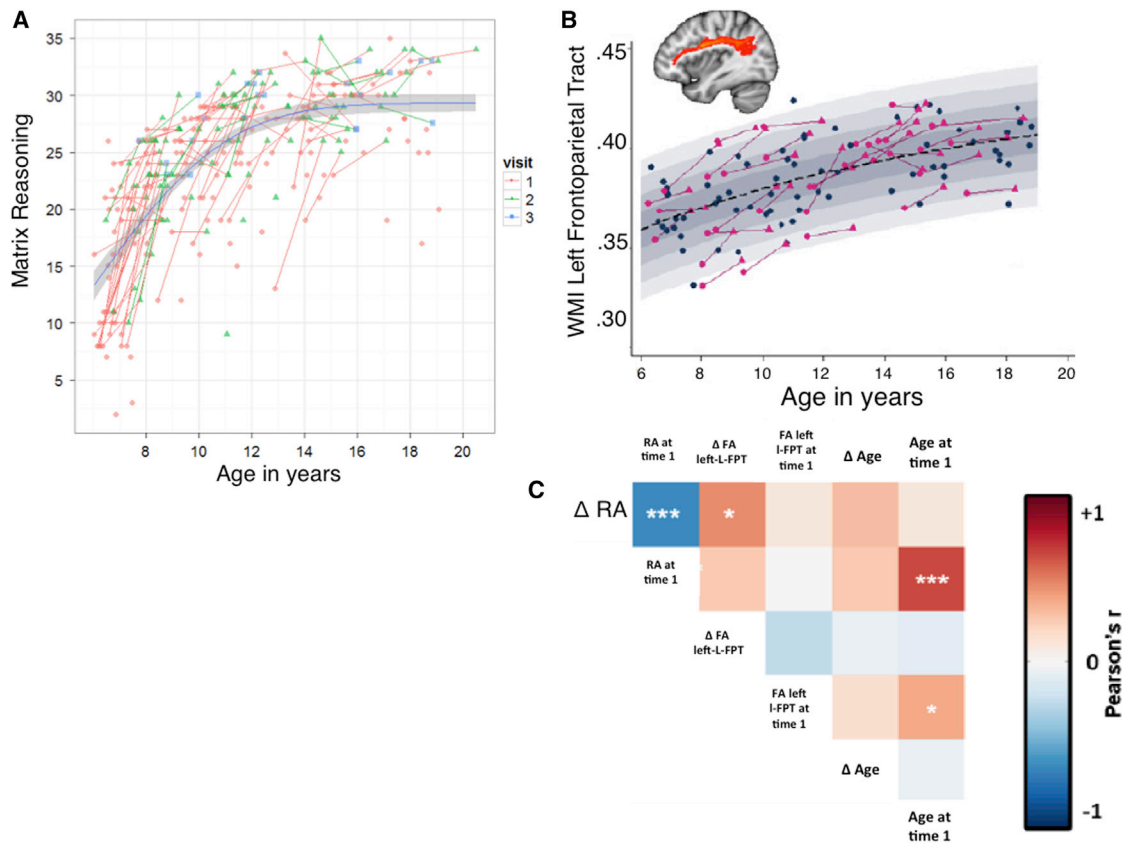 A
Matrix Reasoning
35
30
25
20
15
10
5
8
10
12
14
16
18
20
Age in years
visit
1
2
3
B
WMI Left Frontoparietal Tract
.45
.40
.35
.30
6
8
10
12
14
16
18
20
Age in years
C
RA at
time 1
Δ FA
left-L-FPT
FA left
l-FPT at
time 1
Δ Age
Age at
time 1
Δ RA
***
*
RA at
time 1
***
Δ FA
left-L-FPT
FA left
l-FPT at
time 1
*
Δ Age
Age at
time 1
+1
0
-1
Pearson's r